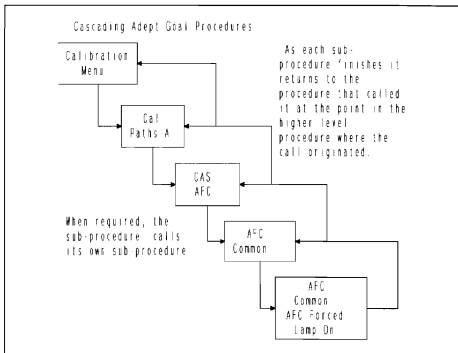 Cascading Adept Goal Procedures
Calibration
Menu
As each sub-
procedure finishes it
returns to the
procedure that called
it at the point in the
higher level
procedure where the
call originated.
Cal
Paths A
CAS
AFC
When required, the
sub-procedure calls
its own sub procedure
AFC
Common
AFC
Common
AFC Forced
Lamp On